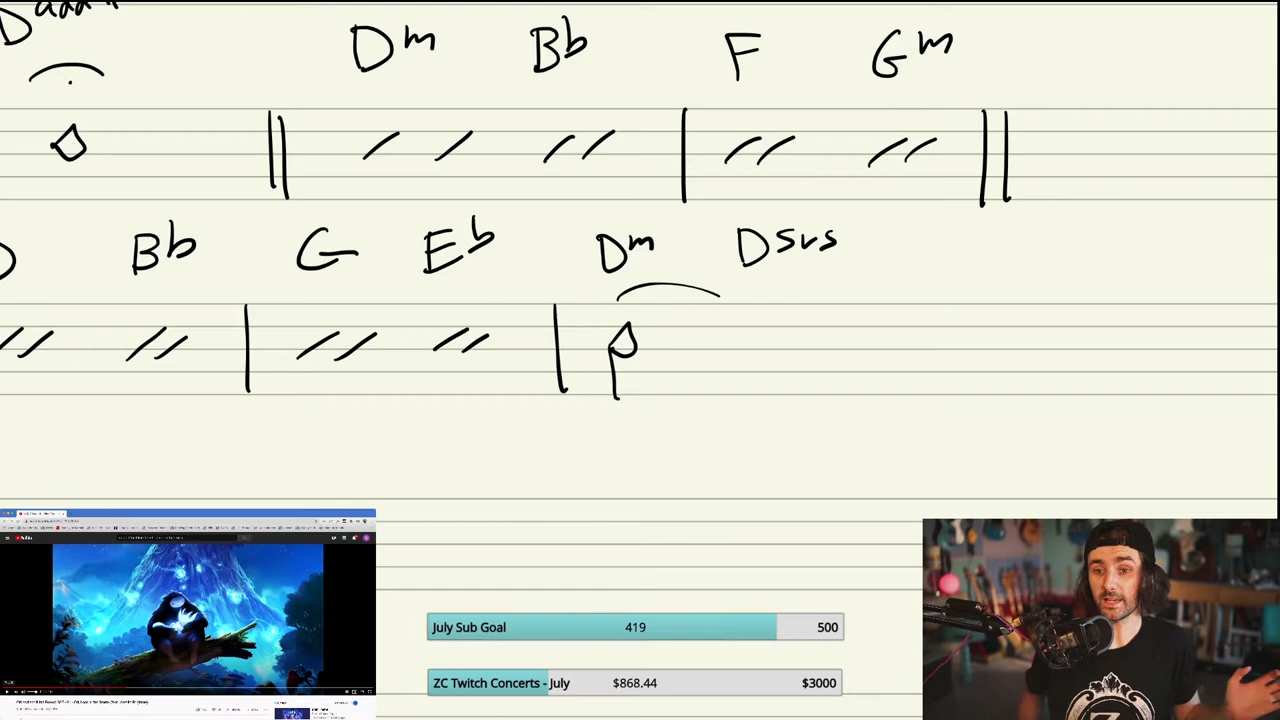 Dadd11
Dm Bb F Gm
D Bb G Eb Dm Dsus
July Sub Goal 419 500
ZC Twitch Concerts - July $868.44 $3000